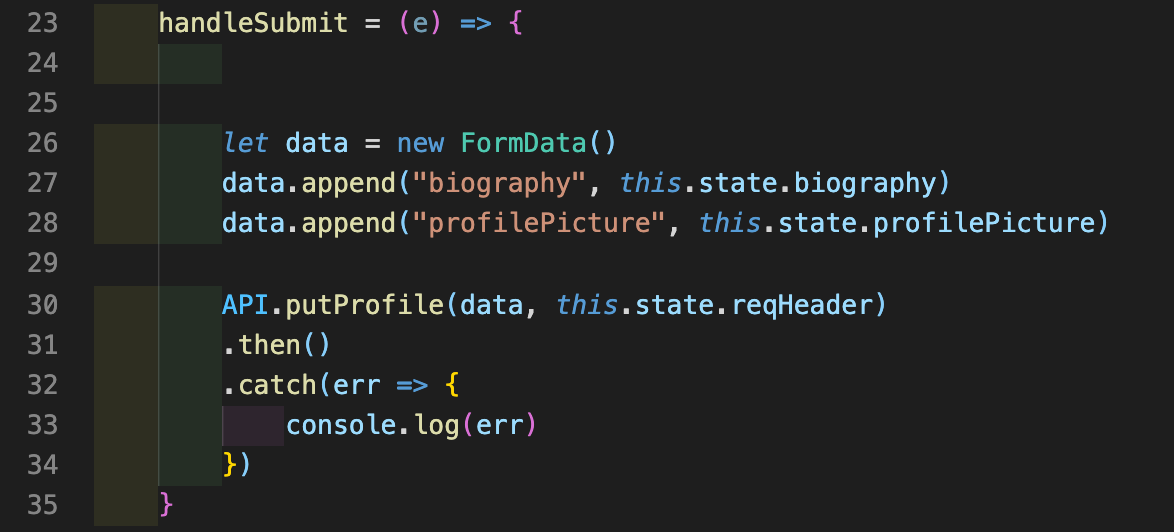 23 handleSubmit = (e) => {
24
25
26 let data = new FormData()
27 data.append("biography", this.state.biography)
28 data.append("profilePicture", this.state.profilePicture)
29
30 API.putProfile(data, this.state.reqHeader)
31 .then()
32 .catch(err => {
33 console.log(err)
34 })
35 }